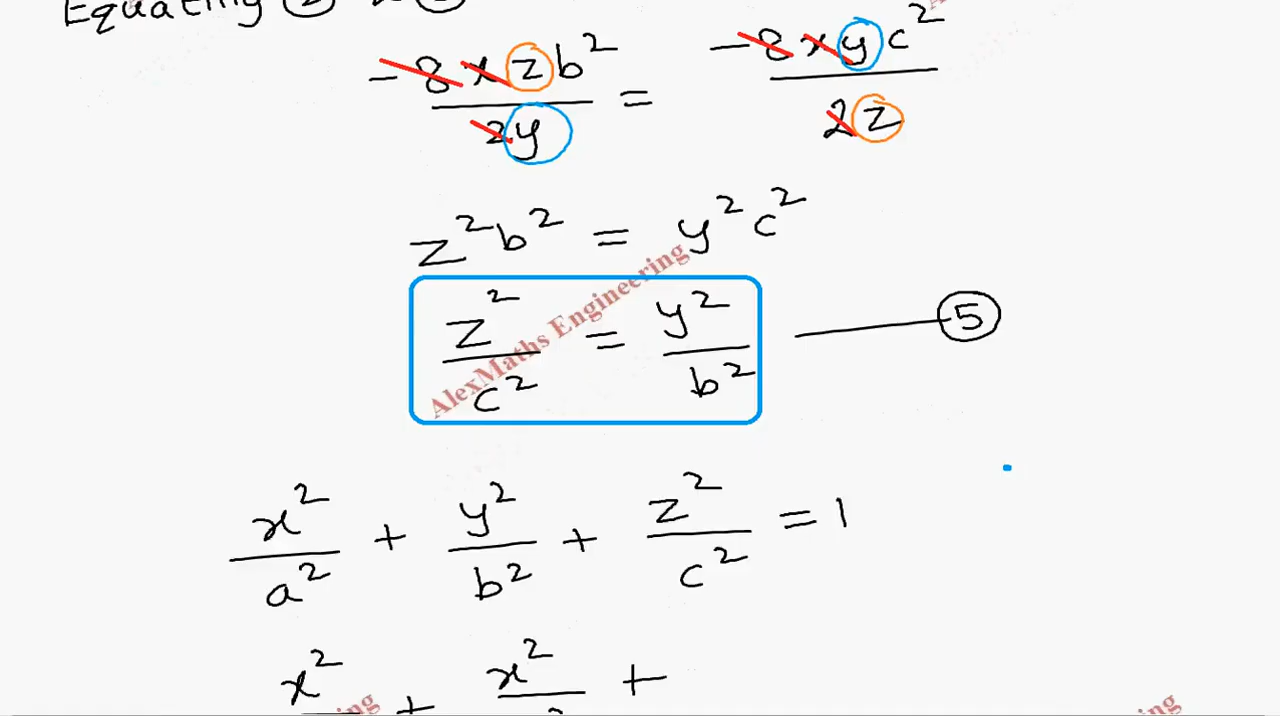 Equating
-8xzb²/2y = -8xyc²/2z
z²b² = y²c²
z²/c² = y²/b² ——— ⑤
AlexMaths Engineering
x²/a² + y²/b² + z²/c² = 1
x² + x² +